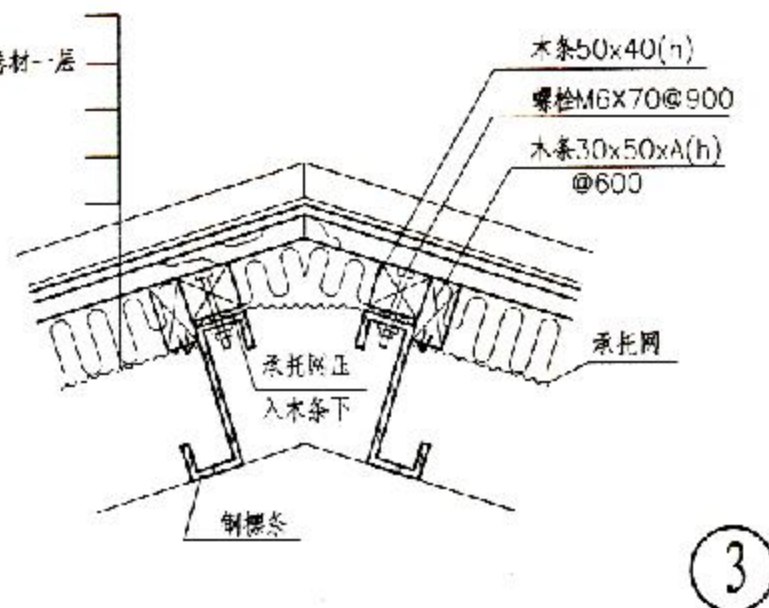 卷材一层
木条50x40(h)
螺栓M6X70@900
木条30x50xA(h)
@600
承托网
承托网压
入木条下
钢檩条
3